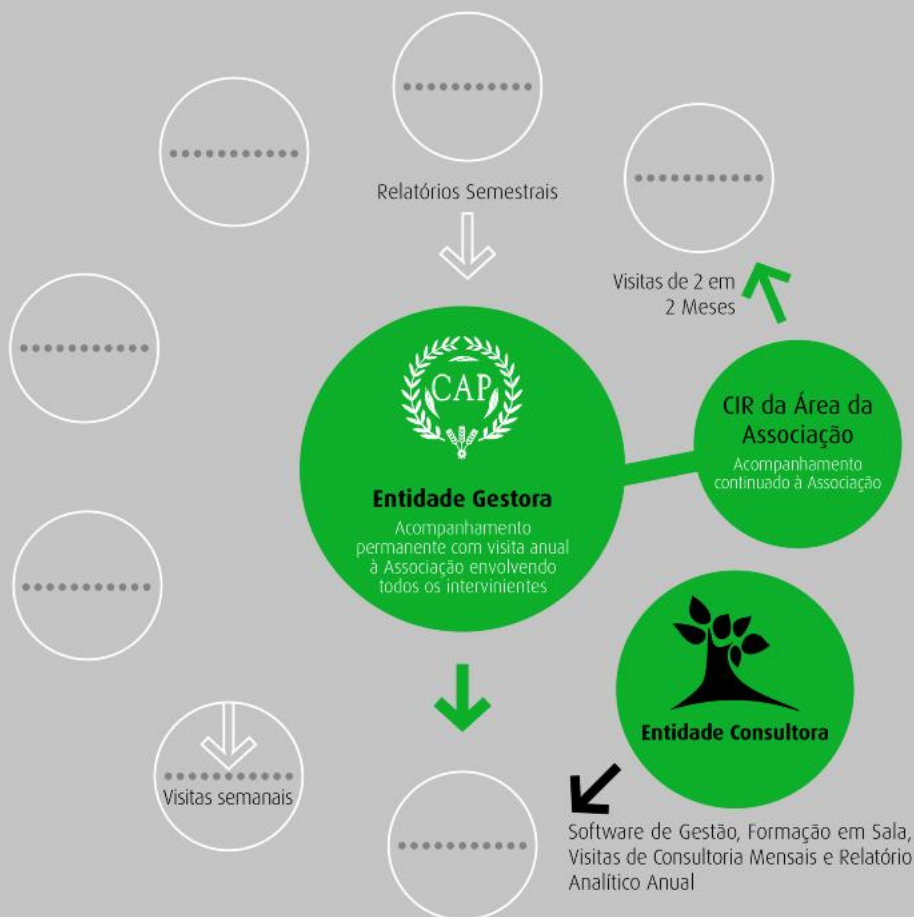 Relatórios Semestrais
Visitas de 2 em
2 Meses
CAP
CIR da Área da
Associação
Acompanhamento
continuado à Associação
Entidade Gestora
Acompanhamento
permanente com visita anual
à Associação envolvendo
todos os intervinientes
Entidade Consultora
Visitas semanais
Software de Gestão, Formação em Sala,
Visitas de Consultoria Mensais e Relatório
Analítico Anual